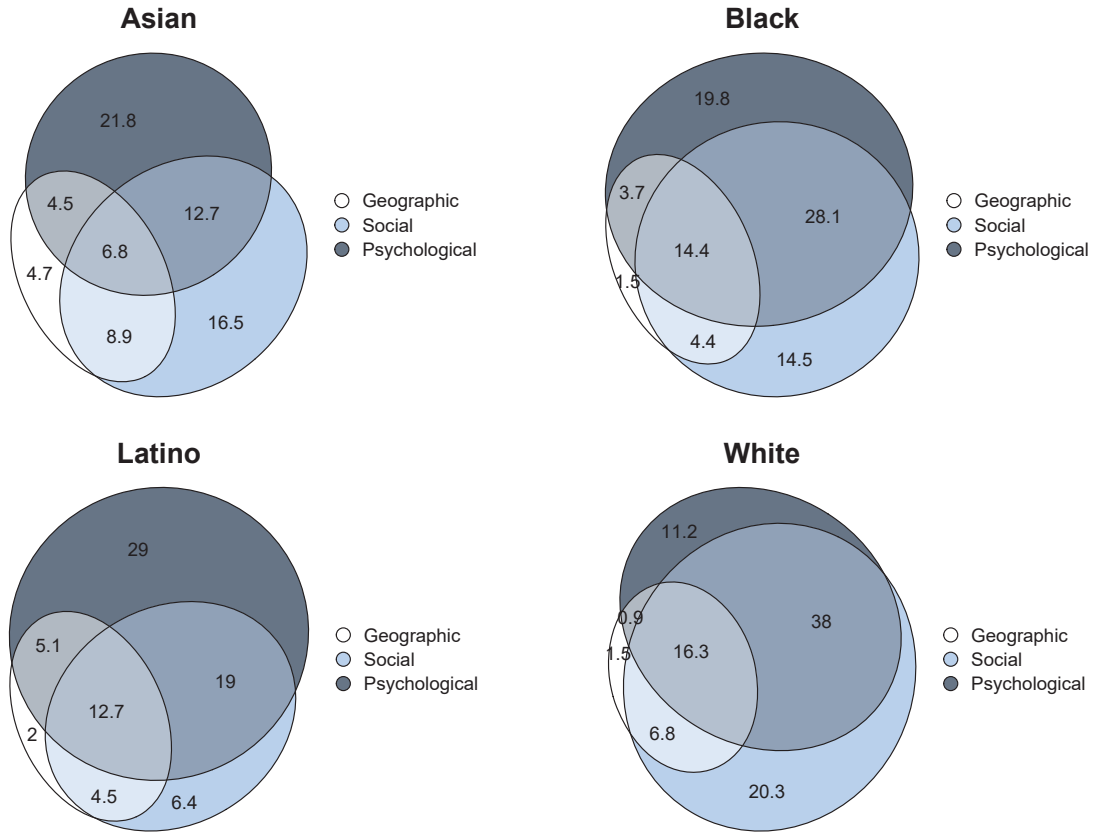 Asian
21.8
4.5
12.7
6.8
4.7
8.9
16.5
Geographic
Social
Psychological
Black
19.8
3.7
28.1
14.4
1.5
4.4
14.5
Geographic
Social
Psychological
Latino
29
5.1
19
12.7
2
4.5
6.4
Geographic
Social
Psychological
White
11.2
0.9
38
1.5
16.3
6.8
20.3
Geographic
Social
Psychological